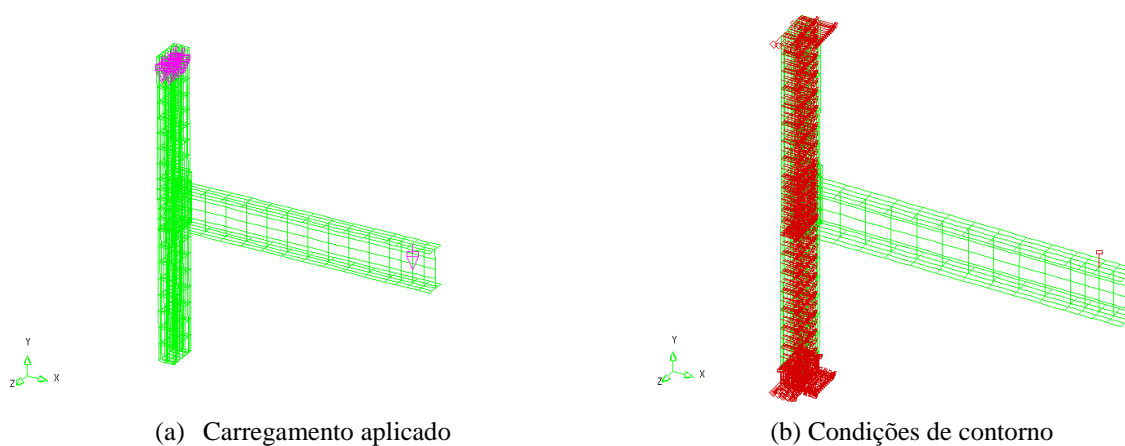 Y
Z
X
Y
Z
X
(a) Carregamento aplicado
(b) Condições de contorno